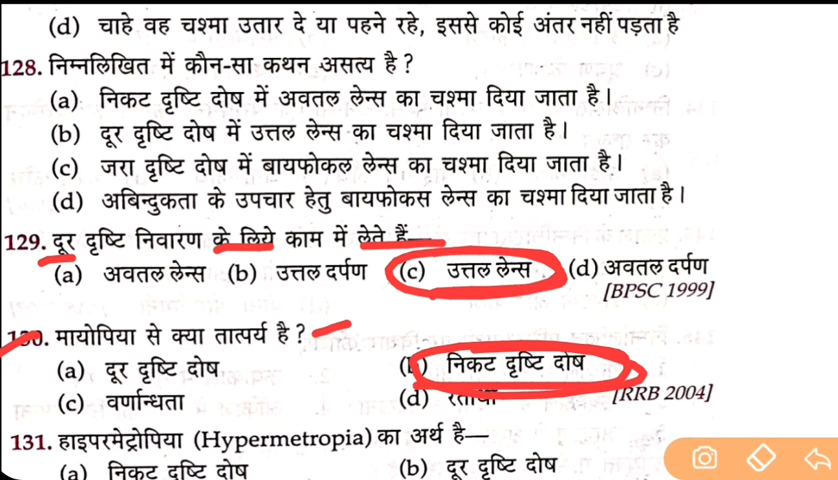 (d) चाहे वह चश्मा उतार दे या पहने रहे, इससे कोई अंतर नहीं पड़ता है
128. निम्नलिखित में कौन-सा कथन असत्य है ?
(a) निकट दृष्टि दोष में अवतल लेन्स का चश्मा दिया जाता है।
(b) दूर दृष्टि दोष में उत्तल लेन्स का चश्मा दिया जाता है।
(c) जरा दृष्टि दोष में बायफोकल लेन्स का चश्मा दिया जाता है।
(d) अबिन्दुकता के उपचार हेतु बायफोकस लेन्स का चश्मा दिया जाता है।
129. दूर दृष्टि निवारण के लिये काम में लेते हैं—
(a) अवतल लेन्स (b) उत्तल दर्पण (c) उत्तल लेन्स (d) अवतल दर्पण
[BPSC 1999]
130. मायोपिया से क्या तात्पर्य है ?
(a) दूर दृष्टि दोष (b) निकट दृष्टि दोष
(c) वर्णान्धता (d) रतौंधी [RRB 2004]
131. हाइपरमेट्रोपिया (Hypermetropia) का अर्थ है—
(a) निकट दृष्टि दोष (b) दूर दृष्टि दोष